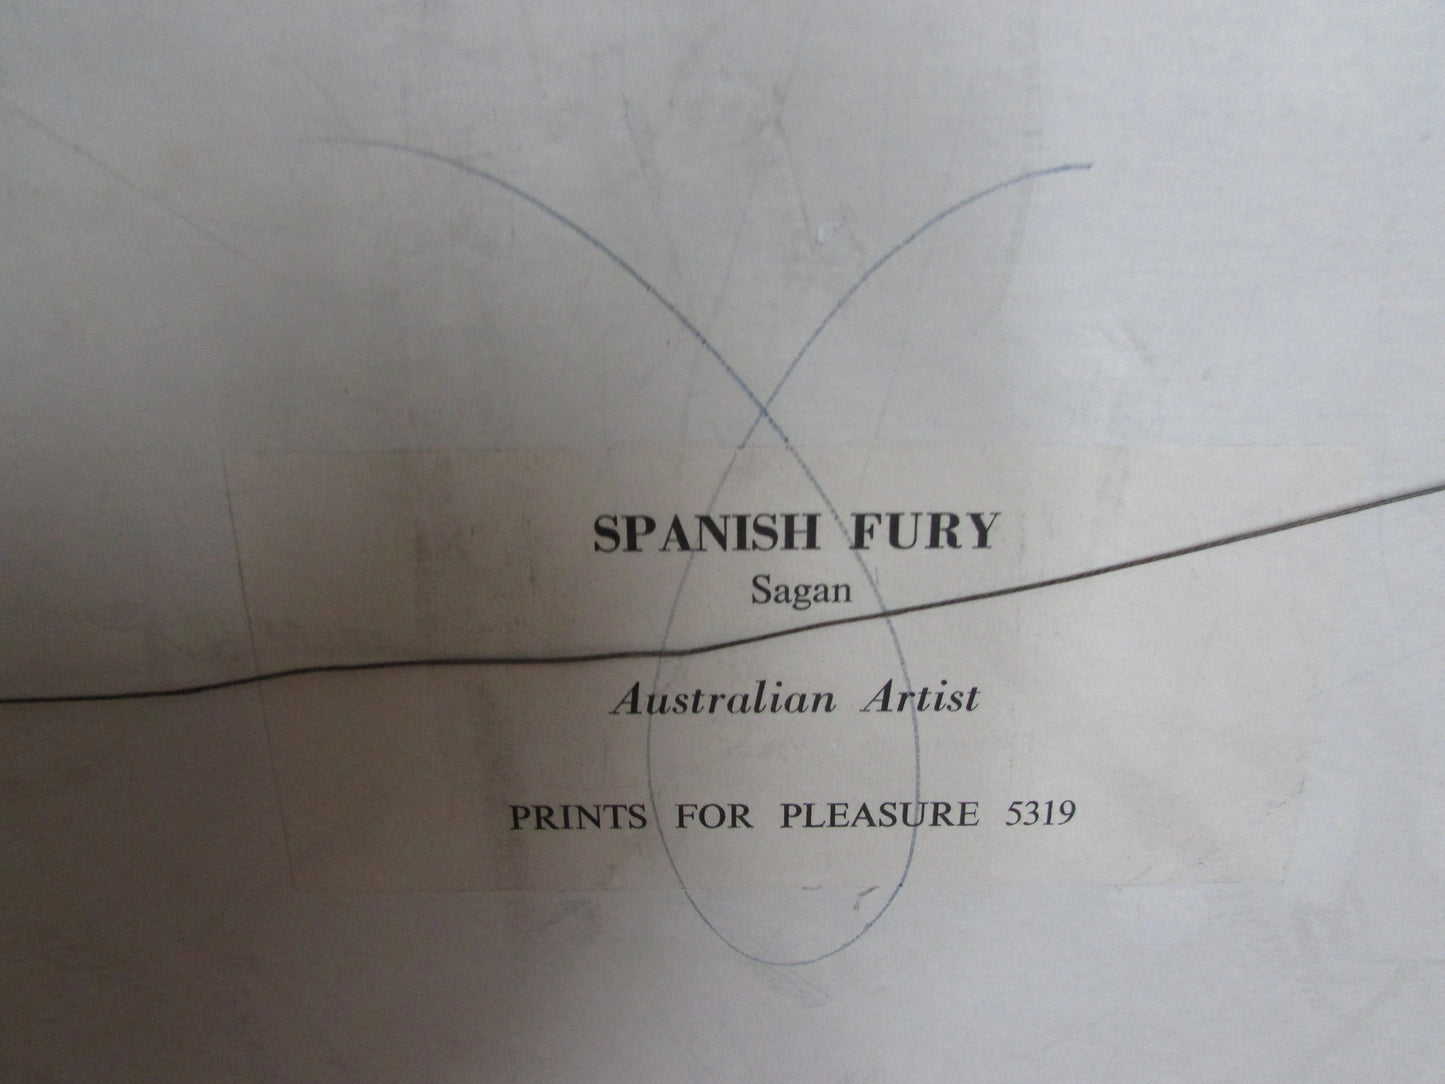 SPANISH FURY
Sagan
Australian Artist
PRINTS FOR PLEASURE 5319